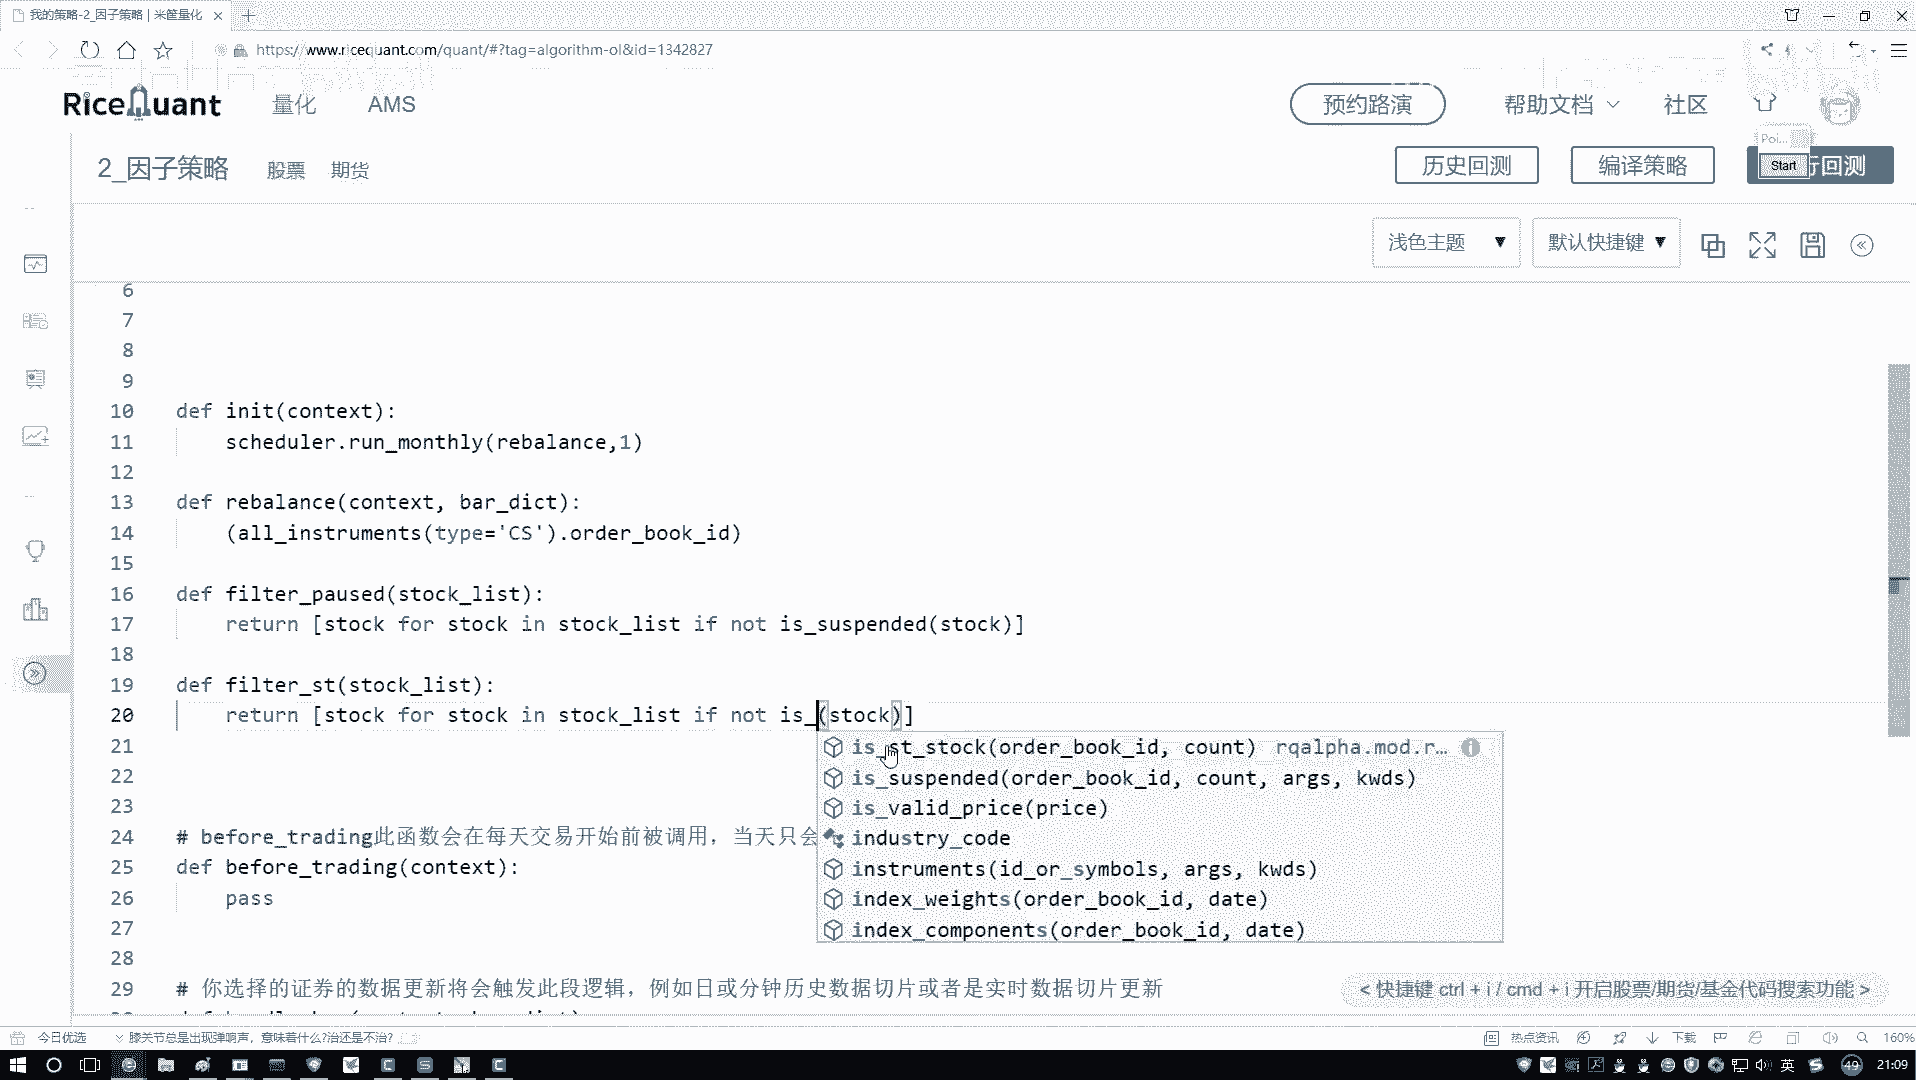 我的策略-2_因子策略 | 米筐量化
https://www.ricequant.com/quant/#?tag=algorithm-ol&id=1342827
RiceQuant 量化 AMS 预约路演 帮助文档 社区
Poi...
2_因子策略 股票 期货 历史回测 编译策略 Start 行回测
浅色主题 默认快捷键
6
7
8
9
10 def init(context):
11 scheduler.run_monthly(rebalance,1)
12
13 def rebalance(context, bar_dict):
14 (all_instruments(type='CS').order_book_id)
15
16 def filter_paused(stock_list):
17 return [stock for stock in stock_list if not is_suspended(stock)]
18
19 def filter_st(stock_list):
20 return [stock for stock in stock_list if not is_(stock)]
21 is_st_stock(order_book_id, count) rqalpha.mod.r…
22 is_suspended(order_book_id, count, args, kwds)
23 is_valid_price(price)
24 # before_trading此函数会在每天交易开始前被调用，当天只会 industry_code
25 def before_trading(context): instruments(id_or_symbols, args, kwds)
26 pass index_weights(order_book_id, date)
27 index_components(order_book_id, date)
28
29 # 你选择的证券的数据更新将会触发此段逻辑，例如日或分钟历史数据切片或者是实时数据切片更新
< 快捷键 ctrl + i / cmd + i 开启股票/期货/基金代码搜索功能 >
今日优选 膝关节总是出现弹响声，意味着什么?治还是不治? 热点资讯 下载 160%
英 49 21:09